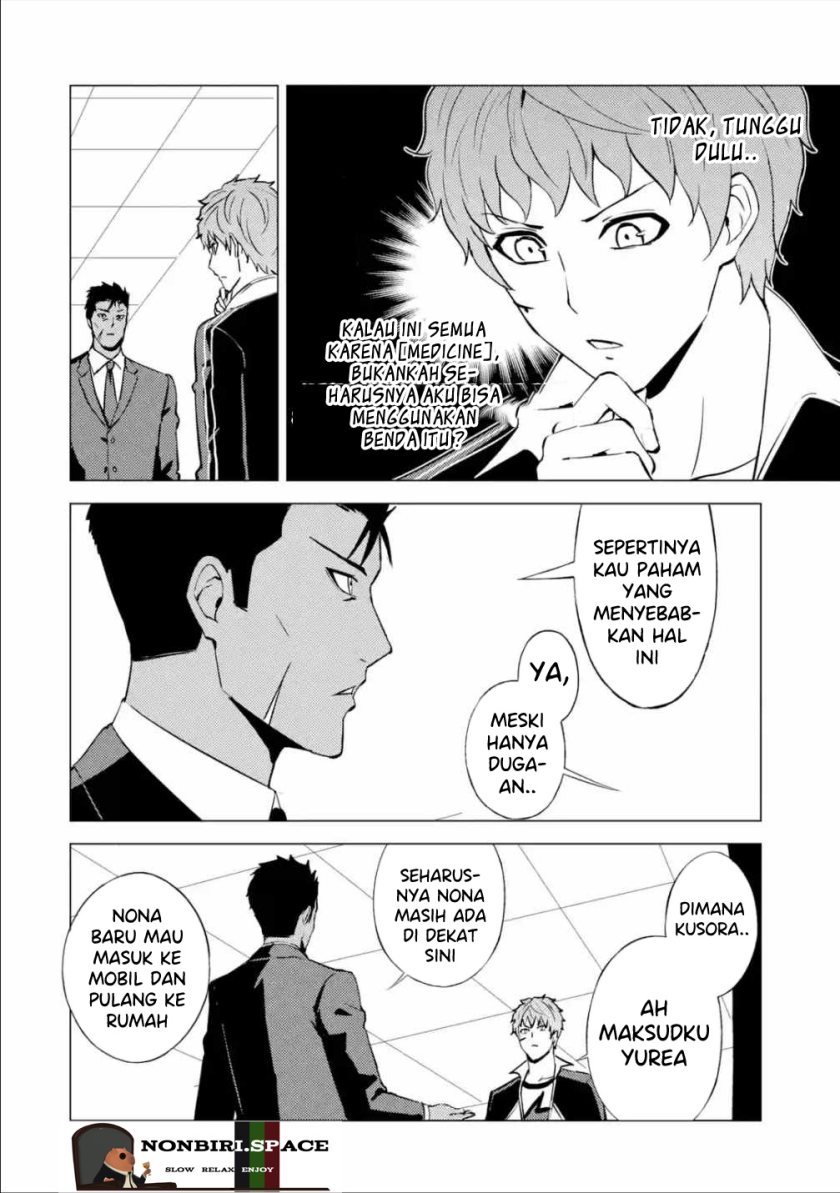 TIDAK, TUNGGU
DULU..
KALAU INI SEMUA
KARENA [MEDICINE],
BUKANKAH SE-
HARUSNYA AKU BISA
MENGGUNAKAN
BENDA ITU?
SEPERTINYA
KAU PAHAM
YANG
MENYEBAB-
KAN HAL
INI
YA,
MESKI
HANYA
DUGA-
AN..
DIMANA
KUSORA..
AH
MAKSUDKU
YUREA
SEHARUS-
NYA NONA
MASIH ADA
DI DEKAT
SINI
NONA
BARU MAU
MASUK KE
MOBIL DAN
PULANG KE
RUMAH
NONBIRI.SPACE
SLOW RELAX ENJOY